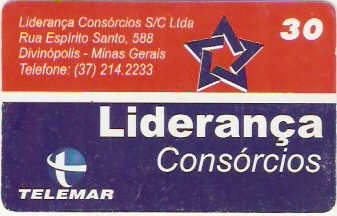 Liderança Consórcios S/C Ltda
Rua Espírito Santo, 588
Divinópolis - Minas Gerais
Telefone: (37) 214.2233
30
Liderança
Consórcios
TELEMAR